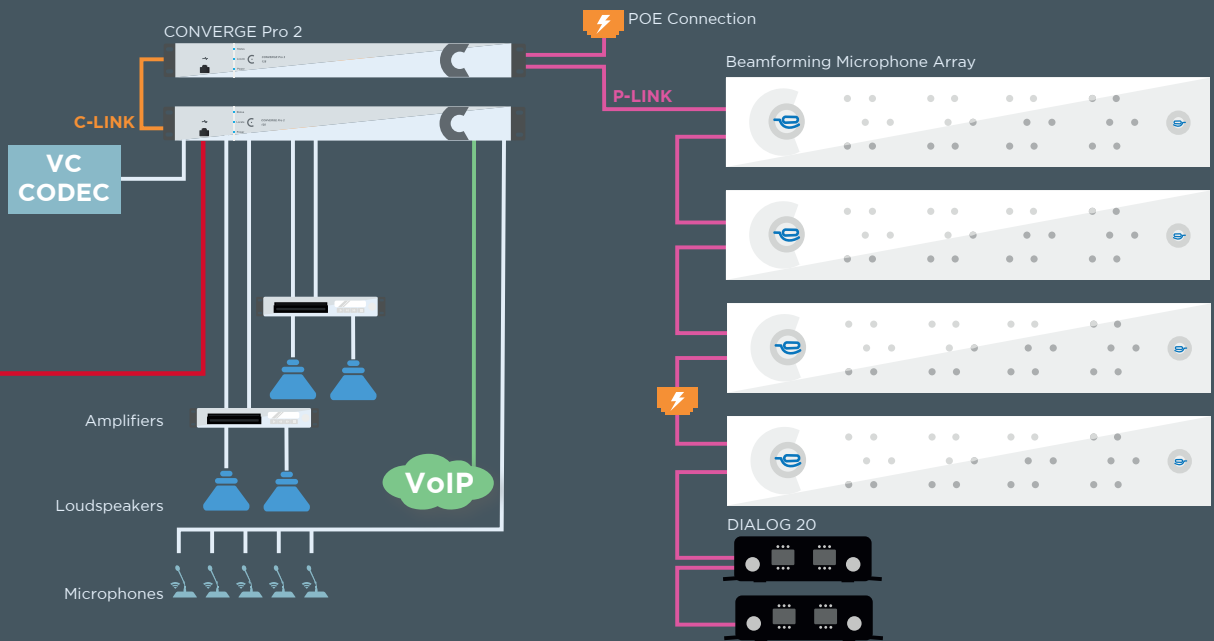 POE Connection
CONVERGE Pro 2
Beamforming Microphone Array
P-LINK
C-LINK
VC
CODEC
Amplifiers
VoIP
Loudspeakers
DIALOG 20
Microphones